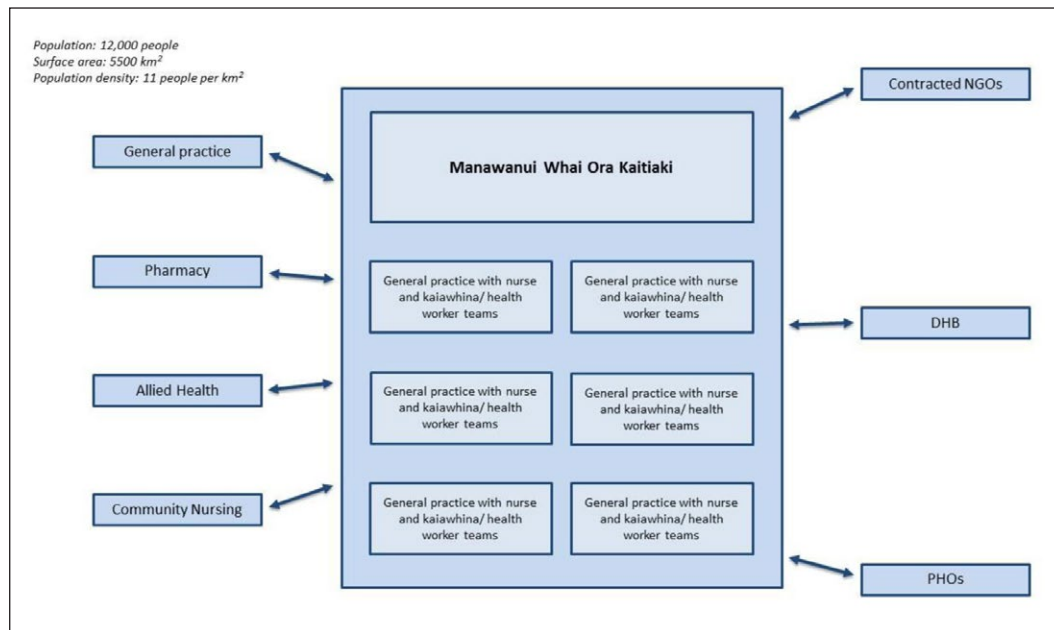 Population: 12,000 people
Surface area: 5500 km²
Population density: 11 people per km²
Contracted NGOs
General practice
Manawanui Whai Ora Kaitiaki
Pharmacy
General practice with nurse
and kaiawhina/ health
worker teams
General practice with nurse
and kaiawhina/ health
worker teams
DHB
Allied Health
General practice with nurse
and kaiawhina/ health
worker teams
General practice with nurse
and kaiawhina/ health
worker teams
Community Nursing
General practice with nurse
and kaiawhina/ health
worker teams
General practice with nurse
and kaiawhina/ health
worker teams
PHOs